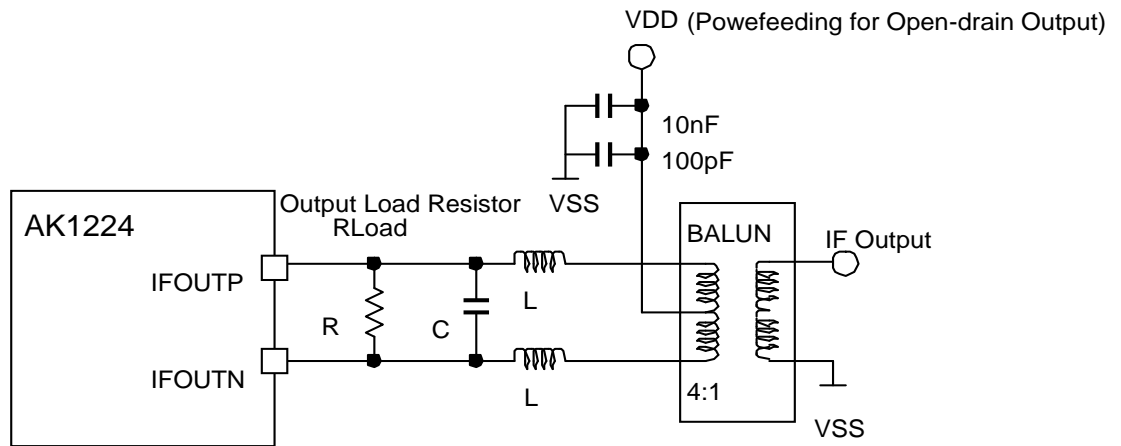 VDD (Powefeeding for Open-drain Output)
10nF
100pF
VSS
Output Load Resistor
RLoad
AK1224
BALUN
IF Output
IFOUTP
L
R
C
IFOUTN
L
4:1
VSS